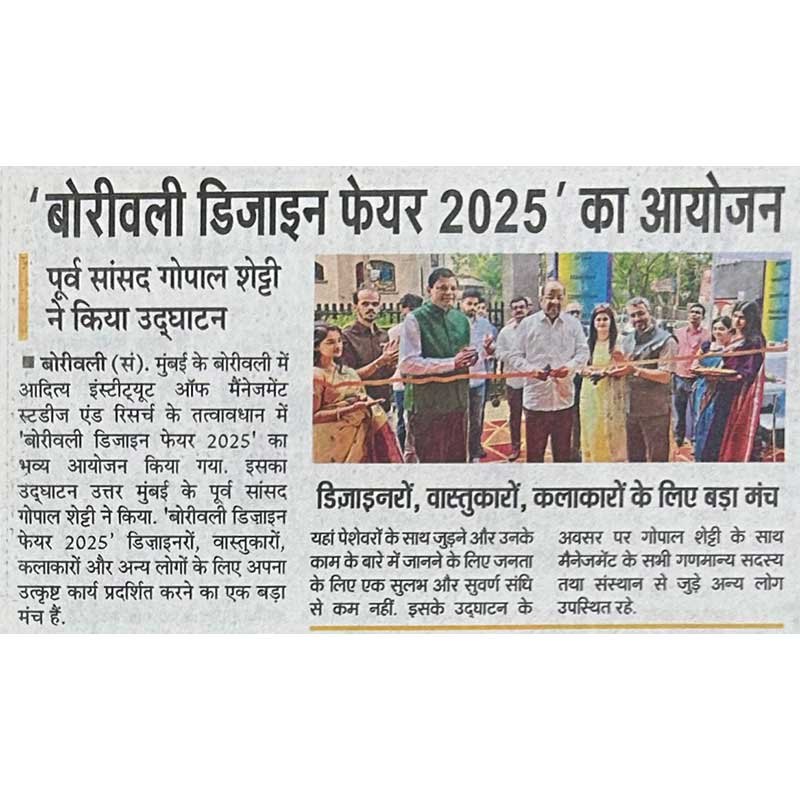 'बोरीवली डिजाइन फेयर 2025' का आयोजन
पूर्व सांसद गोपाल शेट्टी
ने किया उद्घाटन
■ बोरीवली (सं). मुंबई के बोरीवली में
आदित्य इंस्टीट्यूट ऑफ मैनेजमेंट
स्टडीज एंड रिसर्च के तत्वावधान में
'बोरीवली डिजाइन फेयर 2025' का
भव्य आयोजन किया गया. इसका
उद्घाटन उत्तर मुंबई के पूर्व सांसद
गोपाल शेट्टी ने किया. 'बोरीवली डिज़ाइन
फेयर 2025' डिज़ाइनरों, वास्तुकारों,
कलाकारों और अन्य लोगों के लिए अपना
उत्कृष्ट कार्य प्रदर्शित करने का एक बड़ा
मंच हैं.
डिज़ाइनरों, वास्तुकारों, कलाकारों के लिए बड़ा मंच
यहां पेशेवरों के साथ जुड़ने और उनके
काम के बारे में जानने के लिए जनता
के लिए एक सुलभ और सुवर्ण संधि
से कम नहीं. इसके उद्घाटन के
अवसर पर गोपाल शेट्टी के साथ
मैनेजमेंट के सभी गणमान्य सदस्य
तथा संस्थान से जुड़े अन्य लोग
उपस्थित रहे.